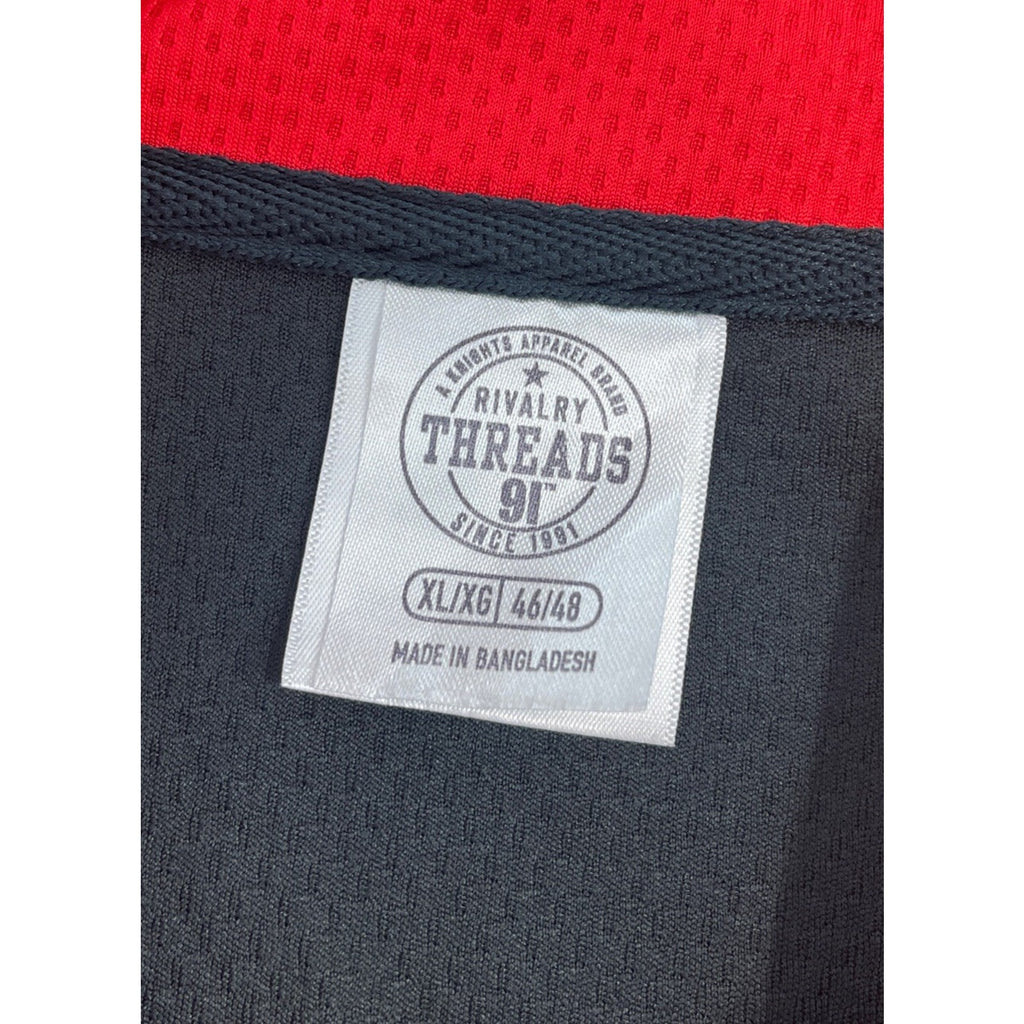 A KNIGHTS APPAREL BRAND
RIVALRY
THREADS
91™
SINCE 1991
XL/XG 46/48
MADE IN BANGLADESH